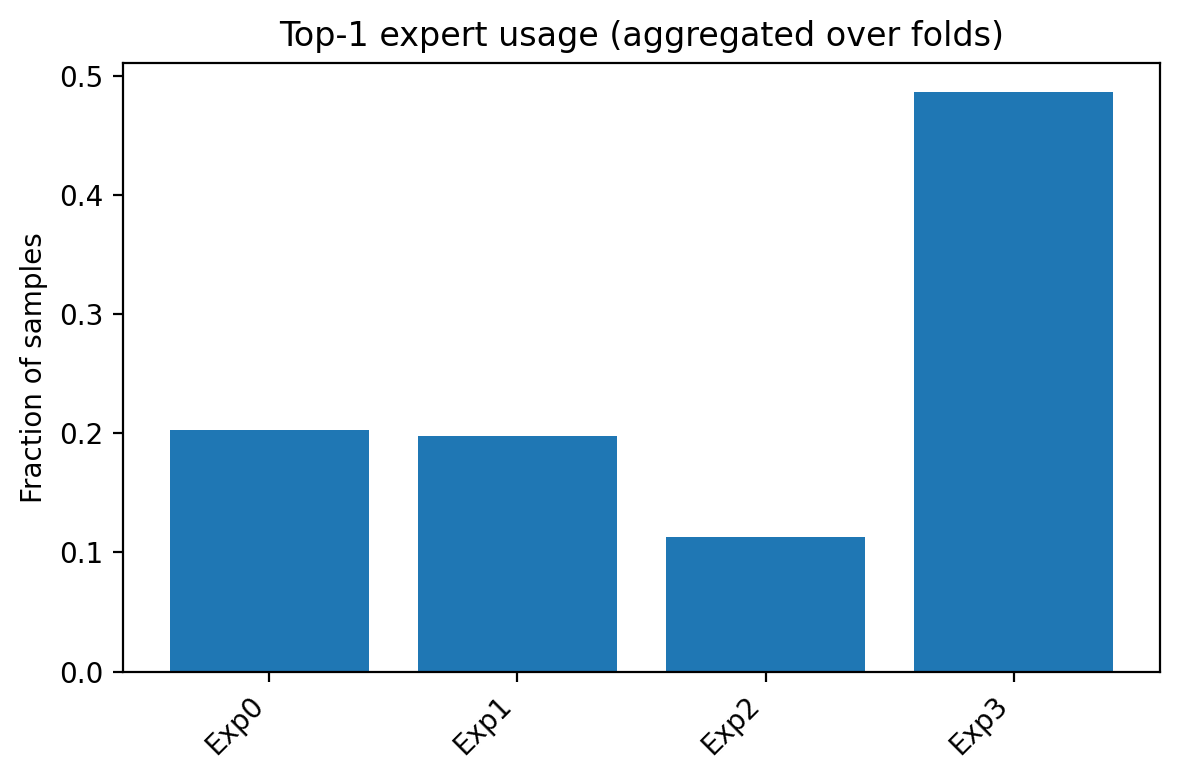 Top-1 expert usage (aggregated over folds)
Fraction of samples
0.5
0.4
0.3
0.2
0.1
0.0
Exp0
Exp1
Exp2
Exp3